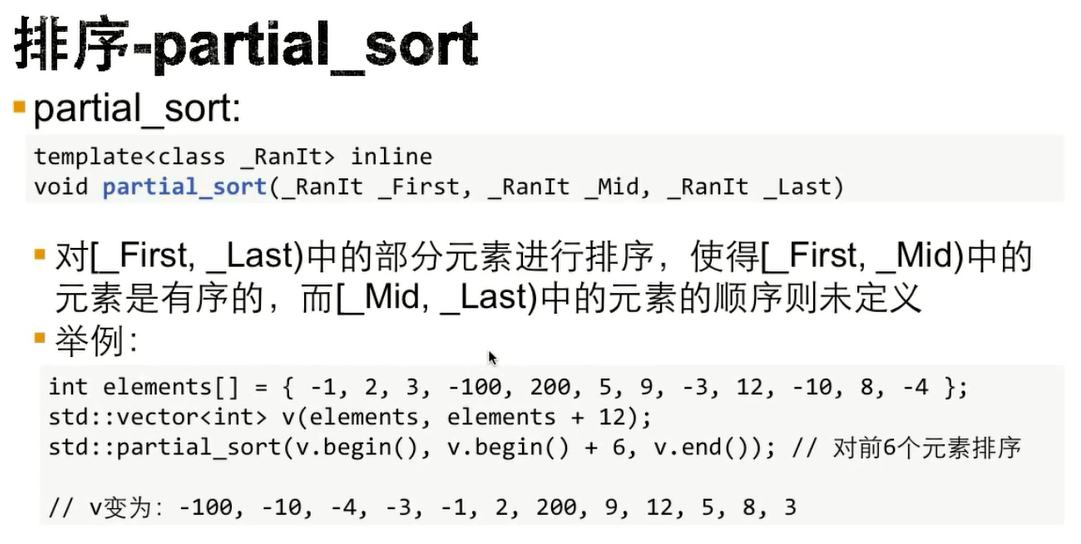 排序-partial_sort
partial_sort:
template<class _RanIt> inline
void partial_sort(_RanIt _First, _RanIt _Mid, _RanIt _Last)
对[_First, _Last)中的部分元素进行排序，使得[_First, _Mid)中的
元素是有序的，而[_Mid, _Last)中的元素的顺序则未定义
举例：
int elements[] = { -1, 2, 3, -100, 200, 5, 9, -3, 12, -10, 8, -4 };
std::vector<int> v(elements, elements + 12);
std::partial_sort(v.begin(), v.begin() + 6, v.end()); // 对前6个元素排序
// v变为：-100, -10, -4, -3, -1, 2, 200, 9, 12, 5, 8, 3